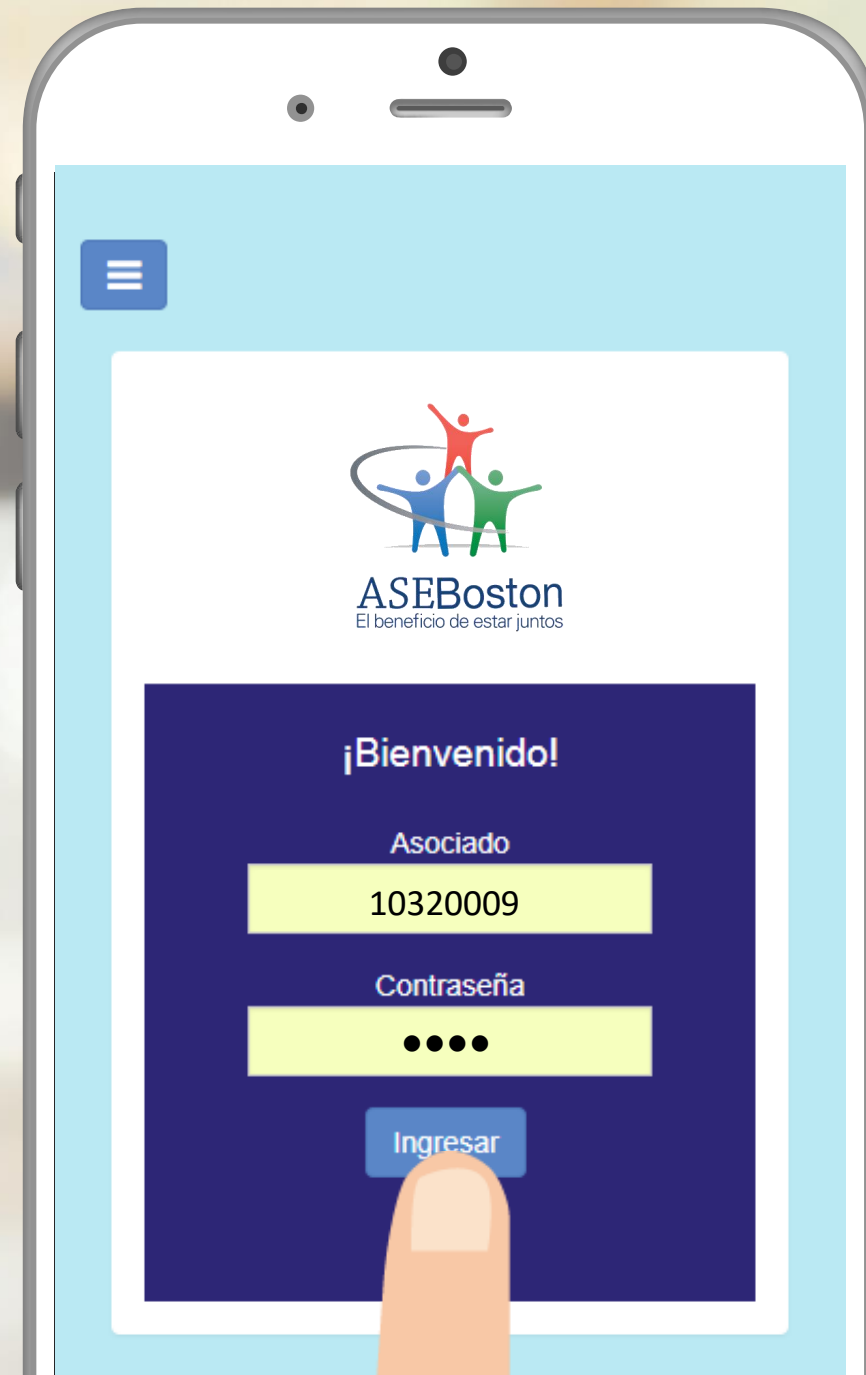 ASEBoston
El beneficio de estar juntos
¡Bienvenido!
Asociado
10320009
Contraseña
••••
Ingresar